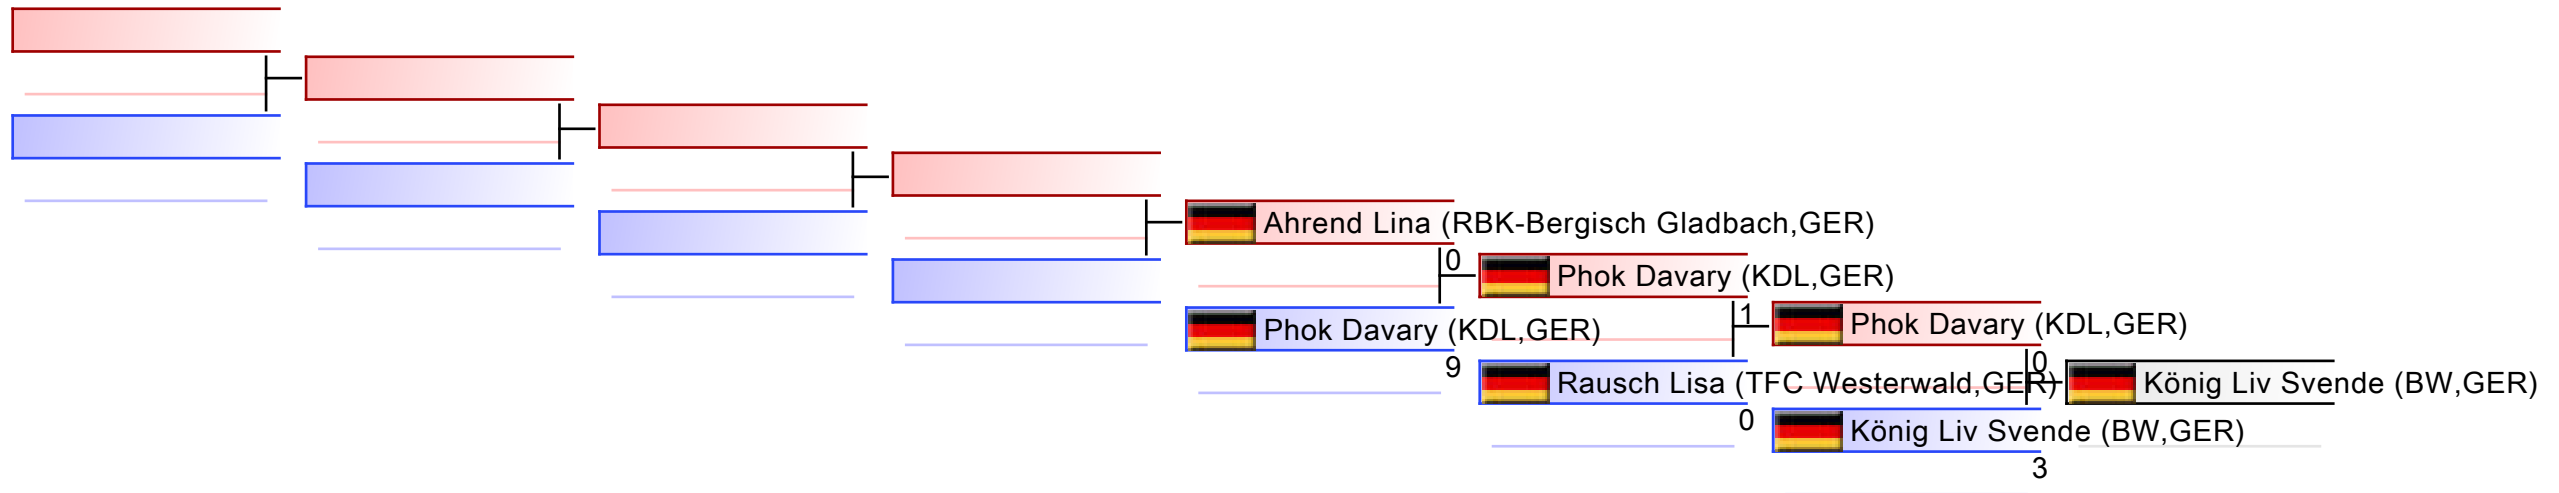 Ahrend Lina (RBK-Bergisch Gladbach,GER)
0
Phok Davary (KDL,GER)
9
Phok Davary (KDL,GER)
1
Rausch Lisa (TFC Westerwald,GER)
0
Phok Davary (KDL,GER)
0
König Liv Svende (BW,GER)
3
König Liv Svende (BW,GER)